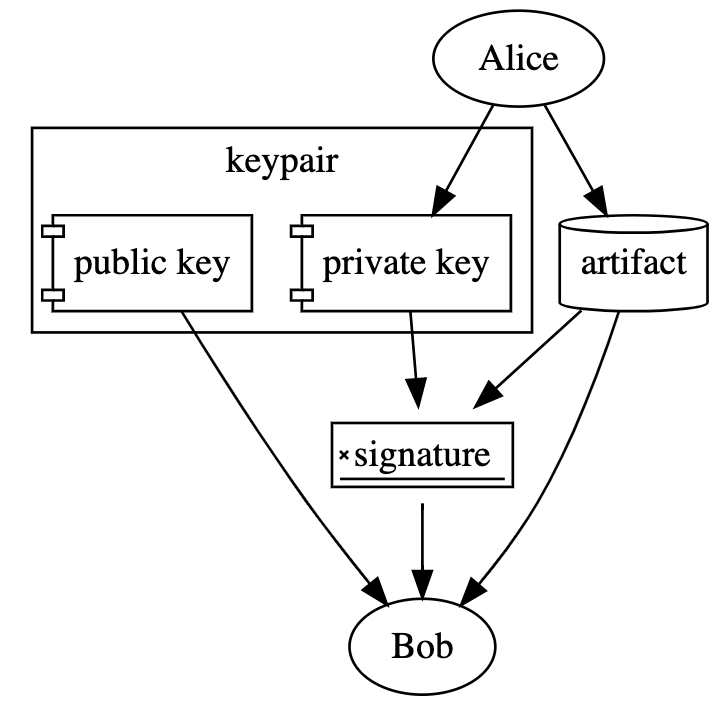 Alice
keypair
public key
private key
artifact
signature
Bob